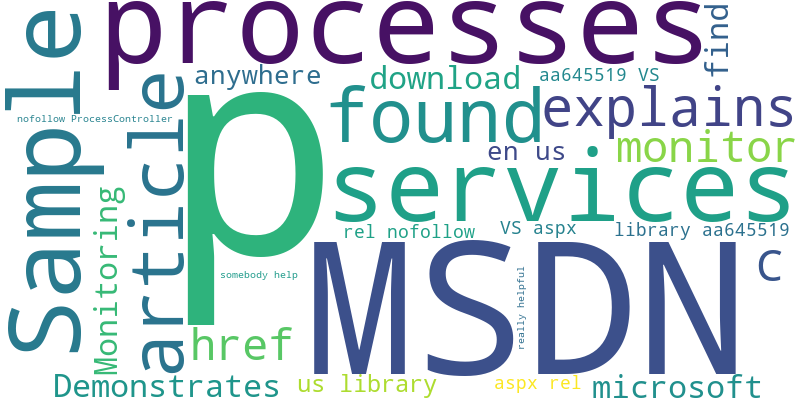 processes
Sample
article
p
anywhere
download
aa645519 VS
find
nofollow ProcessController
found
explains
en us
monitor
services
Monitoring
rel nofollow
VS aspx
library aa645519
somebody help
MSDN
really helpful
C
href
Demonstrates
us library
aspx rel
microsoft